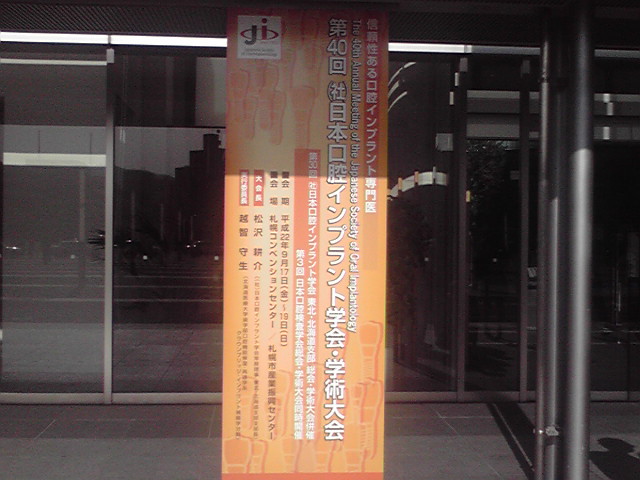 信頼性ある口腔インプラント専門医
The 40th Annual Meeting of the Japanese Society of Oral Implantology
第40回 (社)日本口腔インプラント学会・学術大会
第30回 社日本口腔インプラント学会 東北・北海道支部 総会・学術大会併催
第3回 日本口腔検査学会総会・学術大会同時開催
会 期 平成22年9月17日(金)~19日(日)
会 場 札幌コンベンションセンター / 札幌市産業振興センター
大会長 松沢 耕介
実行委員長 越智 守生